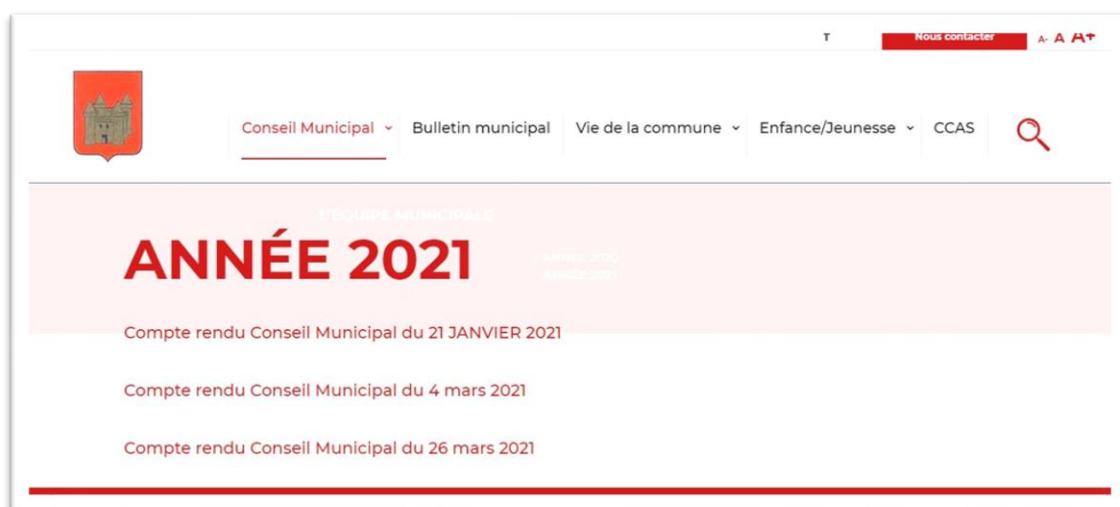 T Nous contacter A- A A+
Conseil Municipal Bulletin municipal Vie de la commune Enfance/Jeunesse CCAS
L'ÉQUIPE MUNICIPALE
ANNÉE 2020
ANNÉE 2021
ANNÉE 2021
Compte rendu Conseil Municipal du 21 JANVIER 2021
Compte rendu Conseil Municipal du 4 mars 2021
Compte rendu Conseil Municipal du 26 mars 2021